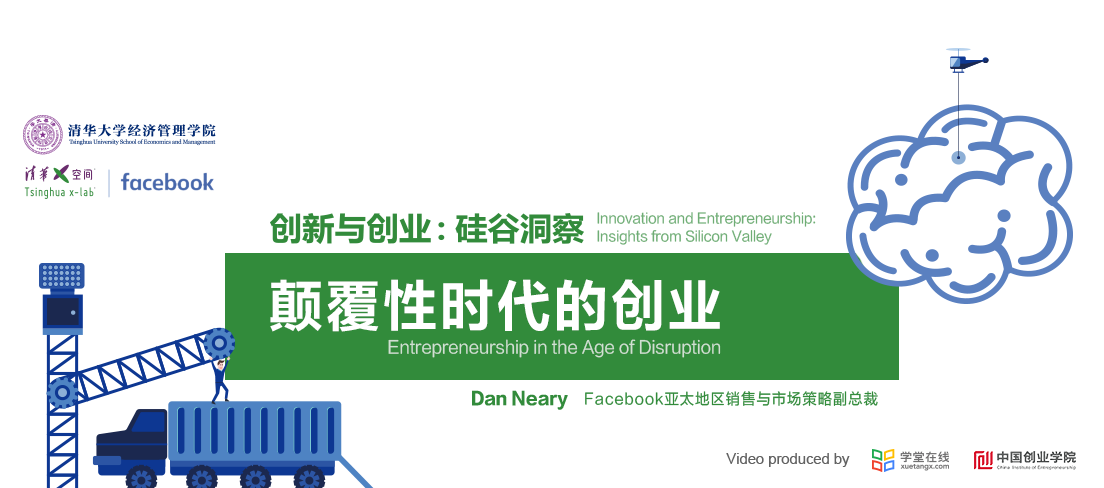 清华大学经济管理学院
Tsinghua University School of Economics and Management
清华 x 空间
Tsinghua x-lab
facebook
创新与创业：硅谷洞察
Innovation and Entrepreneurship:
Insights from Silicon Valley
颠覆性时代的创业
Entrepreneurship in the Age of Disruption
Dan Neary Facebook亚太地区销售与市场策略副总裁
Video produced by
学堂在线
xuetangx.com
中国创业学院
China Institute of Entrepreneurship